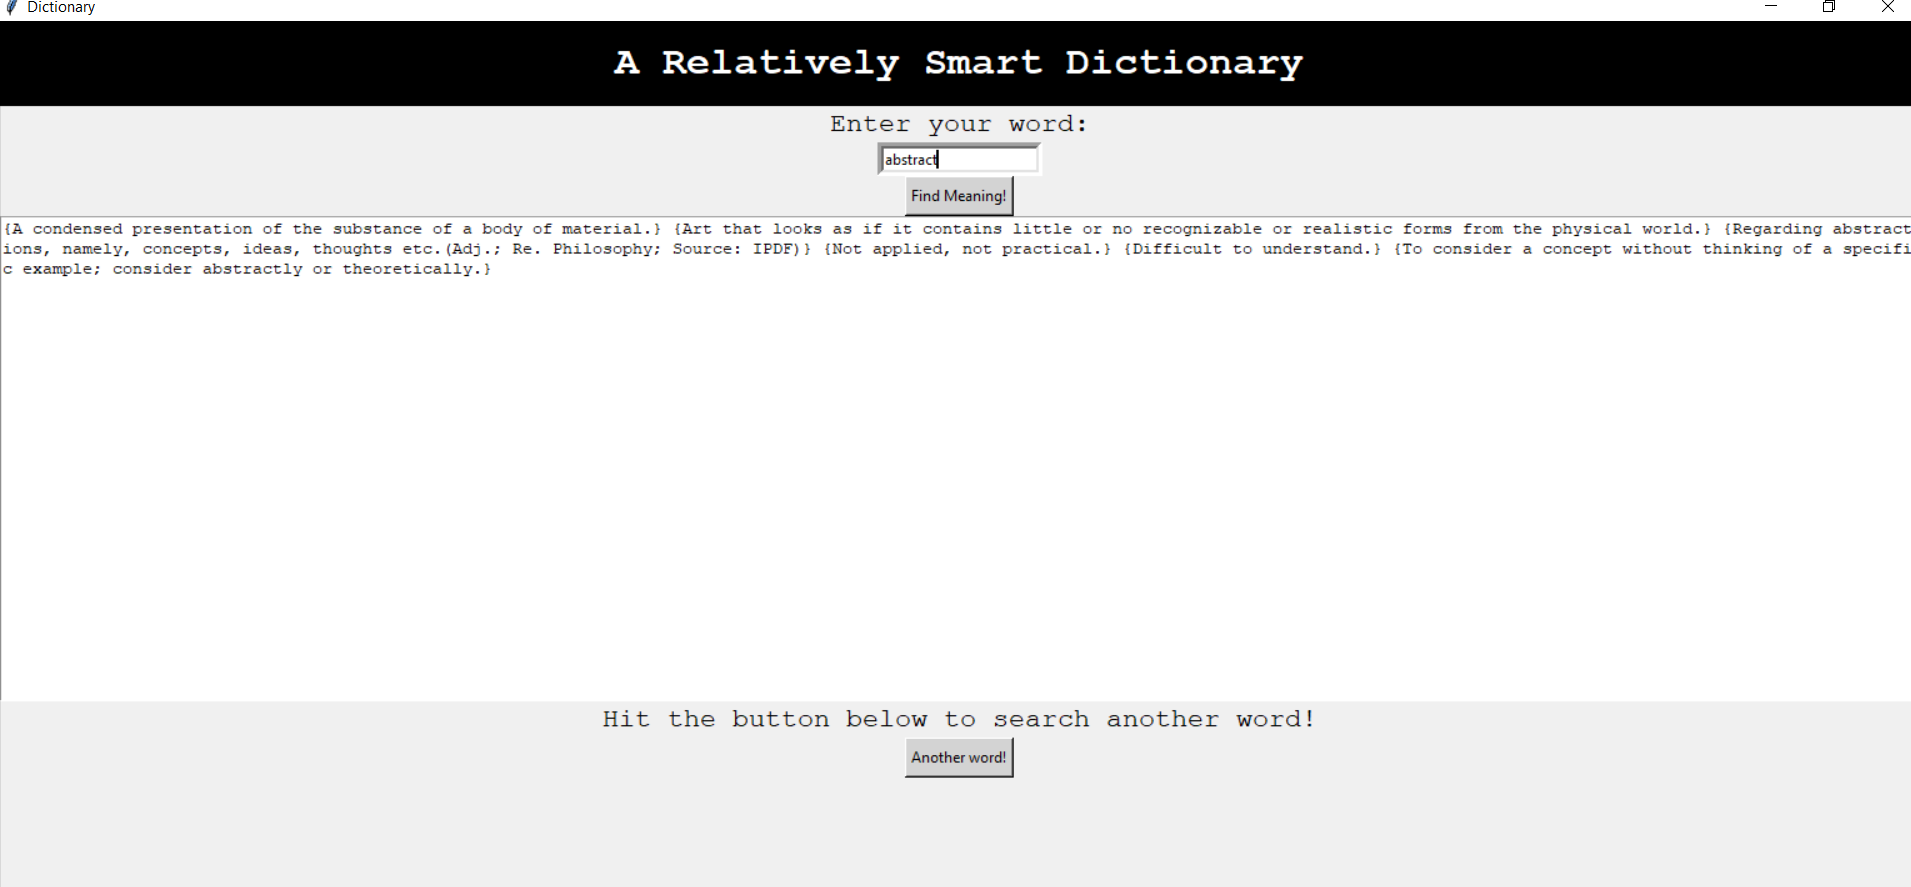 Dictionary
A Relatively Smart Dictionary
Enter your word:
abstract
Find Meaning!
{A condensed presentation of the substance of a body of material.} {Art that looks as if it contains little or no recognizable or realistic forms from the physical world.} {Regarding abstract
ions, namely, concepts, ideas, thoughts etc.(Adj.; Re. Philosophy; Source: IPDF)} {Not applied, not practical.} {Difficult to understand.} {To consider a concept without thinking of a specifi
c example; consider abstractly or theoretically.}
Hit the button below to search another word!
Another word!